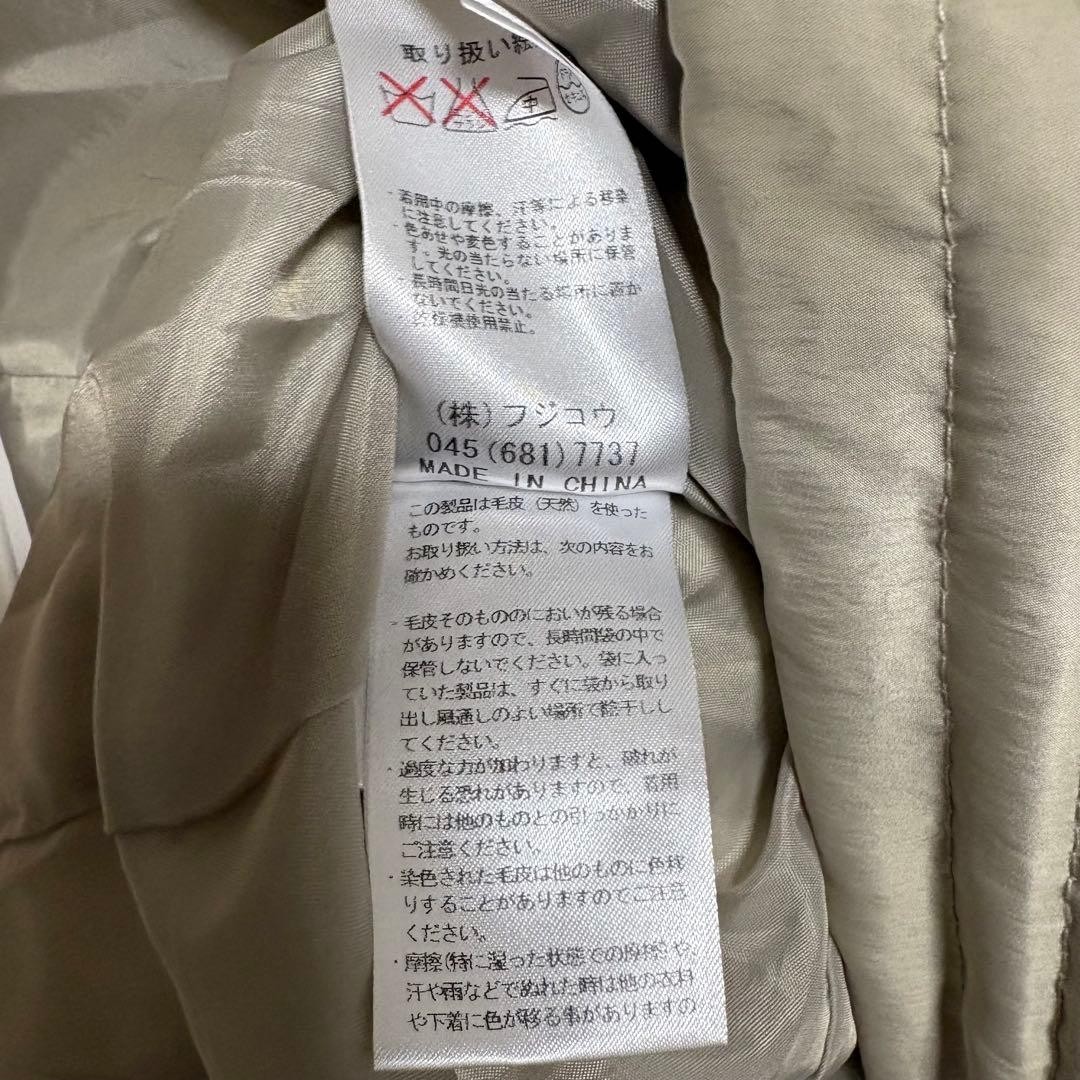 取り扱い絵
中
・着用中の摩擦、汗等による移染
に注意してください。
・色あせや変色することがありま
す。光の当たらない場所に保管
してください。
・長時間日光の当たる場所に置か
ないでください。
乾燥機使用禁止。
(株)フジコウ
045(681)7737
MADE IN CHINA
この製品は毛皮(天然)を使った
ものです。
お取り扱い方法は、次の内容をお
確かめください。
・毛皮そのもののにおいが残る場合
がありますので、長時間袋の中で
保管しないでください。袋に入っ
ていた製品は、すぐに袋から取り
出し風通しのよい場所で陰干しし
てください。
・過度な力が加わりますと、破れが
生じる恐れがありますので、着用
時には他のものとの引っかかりに
ご注意ください。
・染色された毛皮は他のものに色移
りすることがありますのでご注意
ください。
・摩擦(特に湿った状態での摩擦)や、
汗や雨などでぬれた時は他の衣料
や下着に色が移る事がありますの